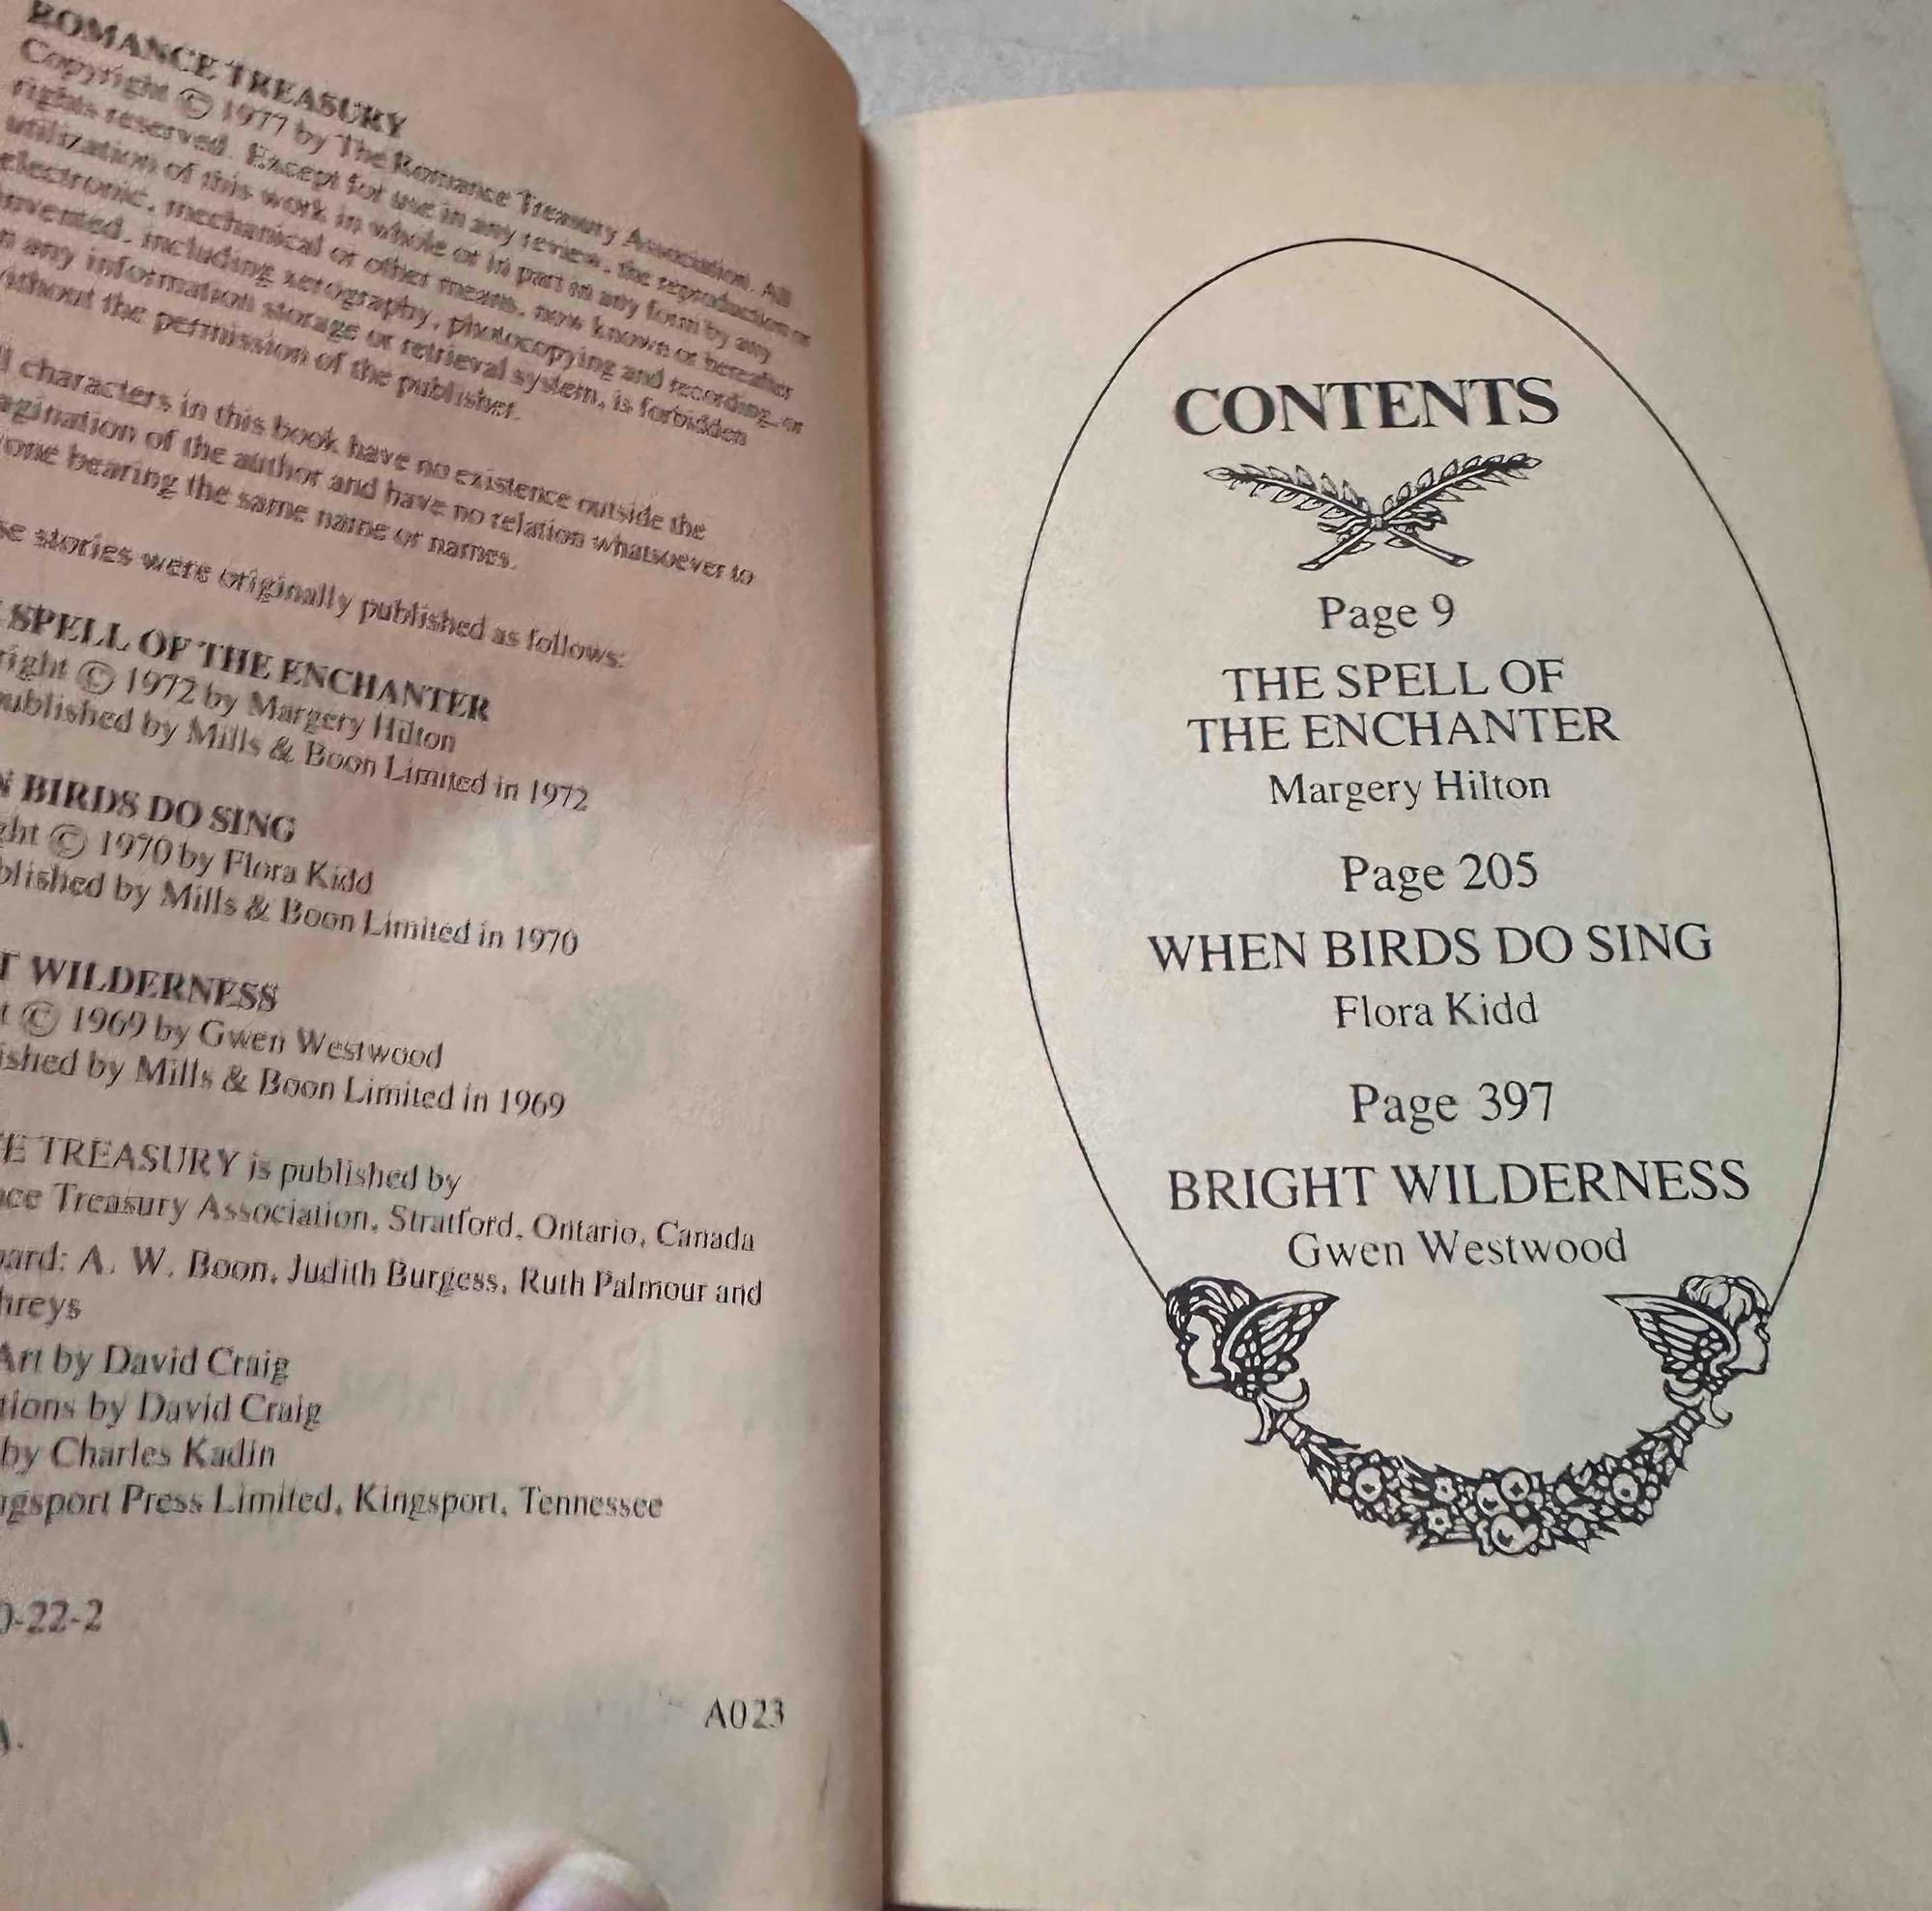 ROMANCE TREASURY
Copyright © 1977 by The Romance Treasury Association. All
rights reserved. Except for use in any review, the reproduction or
utilization of this work in whole or in part in any form by any
electronic, mechanical or other means, now known or hereafter
invented, including xerography, photocopying and recording, or
n any information storage or retrieval system, is forbidden
ithout the permission of the publisher.
ll characters in this book have no existence outside the
agination of the author and have no relation whatsoever to
one bearing the same name or names.
se stories were originally published as follows:
SPELL OF THE ENCHANTER
right © 1972 by Margery Hilton
published by Mills & Boon Limited in 1972
N BIRDS DO SING
ght © 1970 by Flora Kidd
blished by Mills & Boon Limited in 1970
T WILDERNESS
t © 1969 by Gwen Westwood
ished by Mills & Boon Limited in 1969
E TREASURY is published by
nce Treasury Association, Stratford, Ontario, Canada
oard: A. W. Boon, Judith Burgess, Ruth Palmour and
hreys
Art by David Craig
tions by David Craig
by Charles Kadin
ngsport Press Limited, Kingsport, Tennessee
0-22-2
A023
CONTENTS
Page 9
THE SPELL OF
THE ENCHANTER
Margery Hilton
Page 205
WHEN BIRDS DO SING
Flora Kidd
Page 397
BRIGHT WILDERNESS
Gwen Westwood